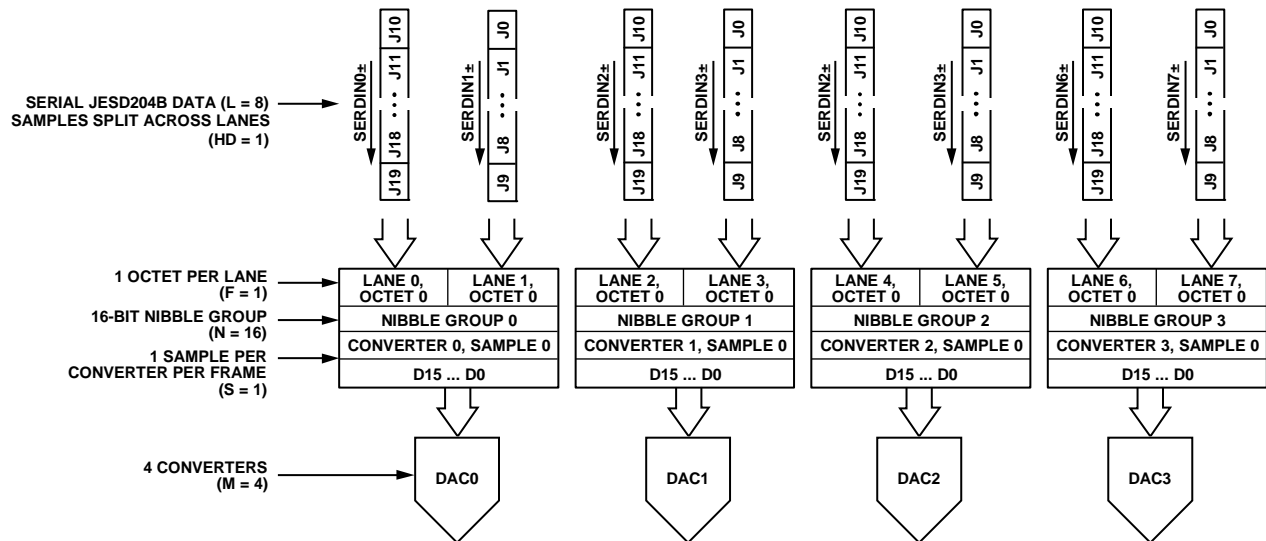 J10 J11 • • • J18 J19
SERDIN0±
J0 J1 • • • J8 J9
SERDIN1±
J10 J11 • • • J18 J19
SERDIN2±
J0 J1 • • • J8 J9
SERDIN3±
J10 J11 • • • J18 J19
SERDIN2±
J0 J1 • • • J8 J9
SERDIN3±
J10 J11 • • • J18 J19
SERDIN6±
J0 J1 • • • J8 J9
SERDIN7±
SERIAL JESD204B DATA (L = 8)
SAMPLES SPLIT ACROSS LANES
(HD = 1)
1 OCTET PER LANE
(F = 1)
LANE 0,
OCTET 0
LANE 1,
OCTET 0
LANE 2,
OCTET 0
LANE 3,
OCTET 0
LANE 4,
OCTET 0
LANE 5,
OCTET 0
LANE 6,
OCTET 0
LANE 7,
OCTET 0
16-BIT NIBBLE GROUP
(N = 16)
NIBBLE GROUP 0
NIBBLE GROUP 1
NIBBLE GROUP 2
NIBBLE GROUP 3
1 SAMPLE PER
CONVERTER PER FRAME
(S = 1)
CONVERTER 0, SAMPLE 0
CONVERTER 1, SAMPLE 0
CONVERTER 2, SAMPLE 0
CONVERTER 3, SAMPLE 0
D15 ... D0
D15 ... D0
D15 ... D0
D15 ... D0
4 CONVERTERS
(M = 4)
DAC0
DAC1
DAC2
DAC3